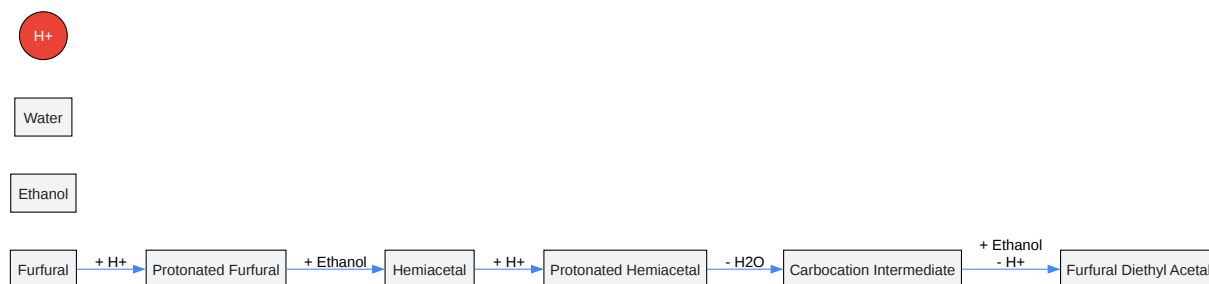 H+
Water
Ethanol
Furfural
+ H+
Protonated Furfural
+ Ethanol
Hemiacetal
+ H+
Protonated Hemiacetal
- H2O
Carbocation Intermediate
+ Ethanol
- H+
Furfural Diethyl Acetal